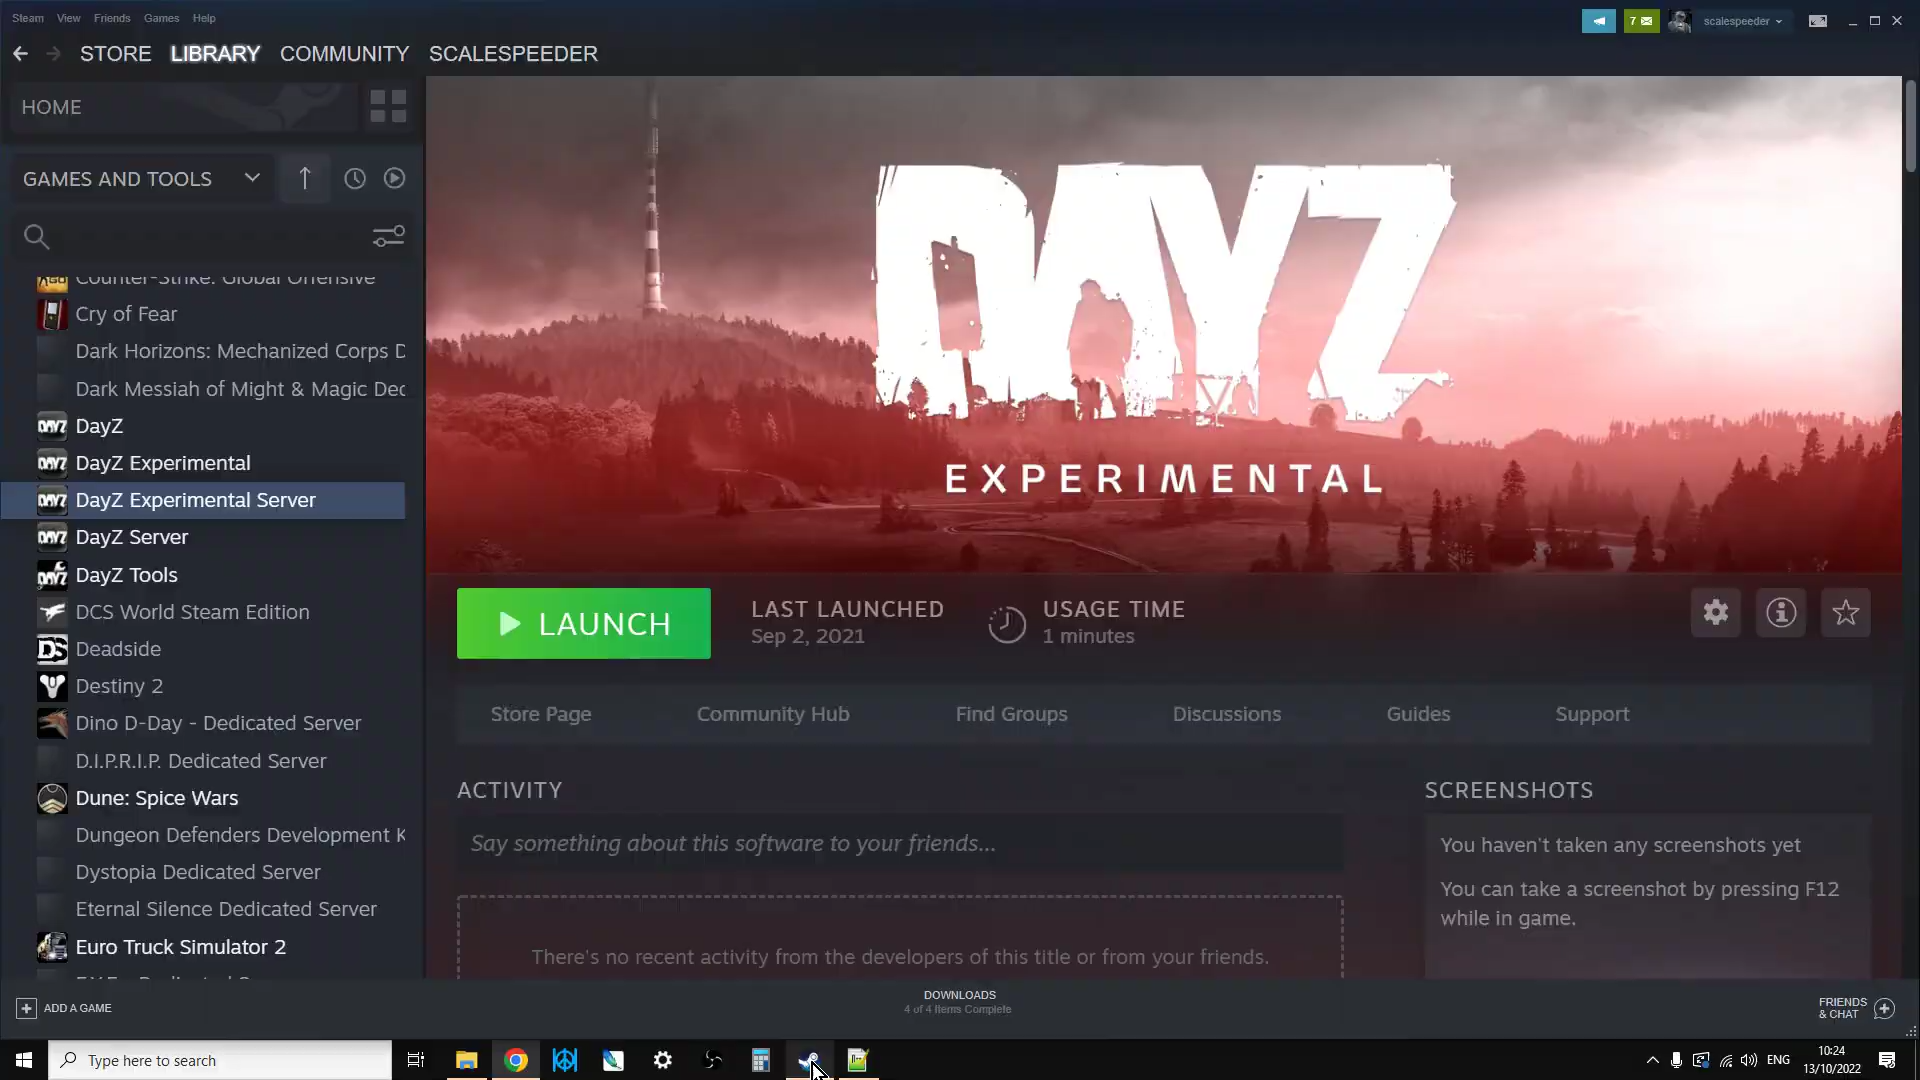 Steam View Friends Games Help
7
scalespeeder
STORE LIBRARY COMMUNITY SCALESPEEDER
HOME
GAMES AND TOOLS
Counter-Strike: Global Offensive
Cry of Fear
Dark Horizons: Mechanized Corps D
Dark Messiah of Might & Magic Dec
DayZ
DayZ Experimental
DayZ Experimental Server
DayZ Server
DayZ Tools
DCS World Steam Edition
Deadside
Destiny 2
Dino D-Day - Dedicated Server
D.I.P.R.I.P. Dedicated Server
Dune: Spice Wars
Dungeon Defenders Development K
Dystopia Dedicated Server
Eternal Silence Dedicated Server
Euro Truck Simulator 2
DAYZ
EXPERIMENTAL
LAUNCH
LAST LAUNCHED
Sep 2, 2021
USAGE TIME
1 minutes
Store Page Community Hub Find Groups Discussions Guides Support
ACTIVITY
Say something about this software to your friends...
There's no recent activity from the developers of this title or from your friends.
SCREENSHOTS
You haven't taken any screenshots yet
You can take a screenshot by pressing F12
while in game.
ADD A GAME
DOWNLOADS
4 of 4 Items Complete
FRIENDS
& CHAT
Type here to search
ENG
10:24
13/10/2022